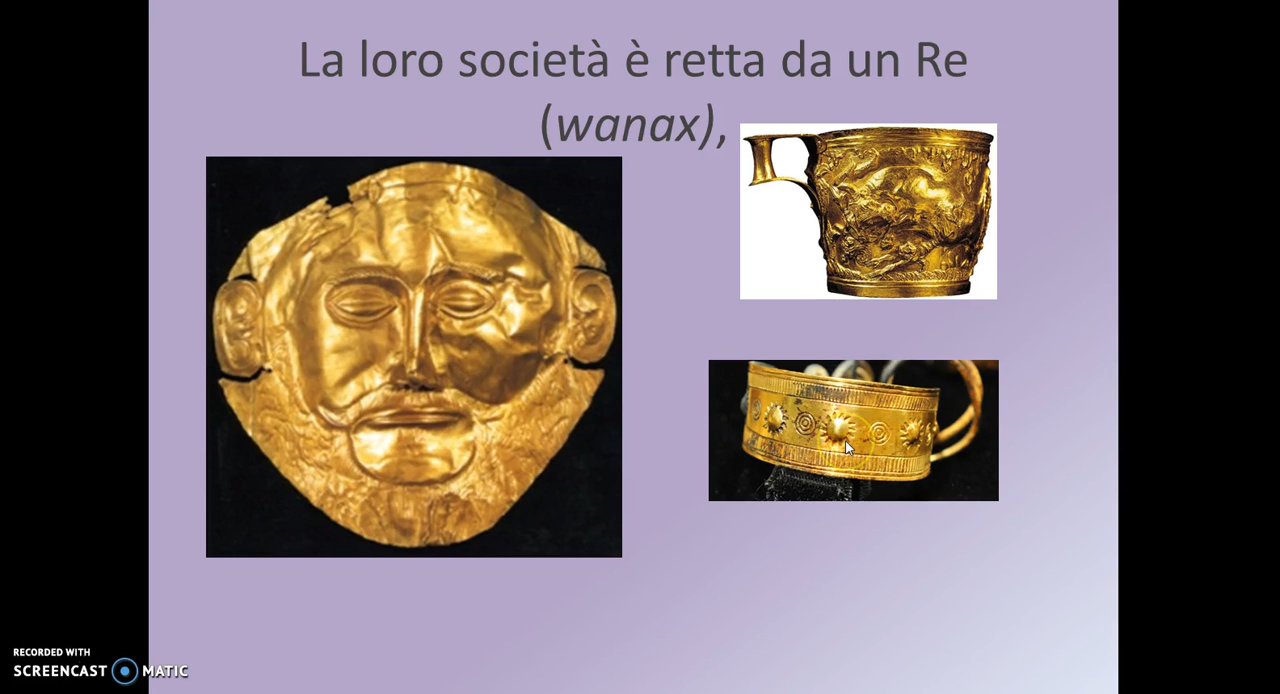 La loro società è retta da un Re
(wanax),
RECORDED WITH
SCREENCAST MATIC